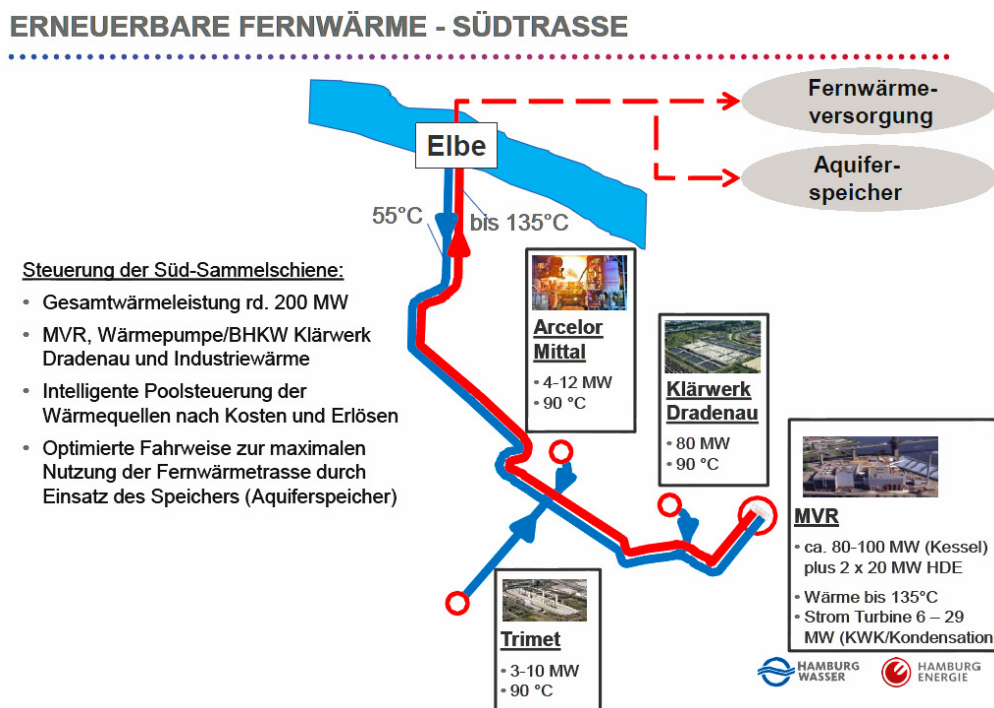 ERNEUERBARE FERNWÄRME - SÜDTRASSE
Fernwärme-
versorgung
Elbe
Aquifer-
speicher
55°C
bis 135°C
Steuerung der Süd-Sammelschiene:
• Gesamtwärmeleistung rd. 200 MW
• MVR, Wärmepumpe/BHKW Klärwerk
Dradenau und Industriewärme
• Intelligente Poolsteuerung der
Wärmequellen nach Kosten und Erlösen
• Optimierte Fahrweise zur maximalen
Nutzung der Fernwärmetrasse durch
Einsatz des Speichers (Aquiferspeicher)
Arcelor
Mittal
• 4-12 MW
• 90 °C
Klärwerk
Dradenau
• 80 MW
• 90 °C
MVR
• ca. 80-100 MW (Kessel)
plus 2 x 20 MW HDE
• Wärme bis 135°C
• Strom Turbine 6 – 29
MW (KWK/Kondensation
Trimet
• 3-10 MW
• 90 °C
HAMBURG
WASSER
HAMBURG
ENERGIE